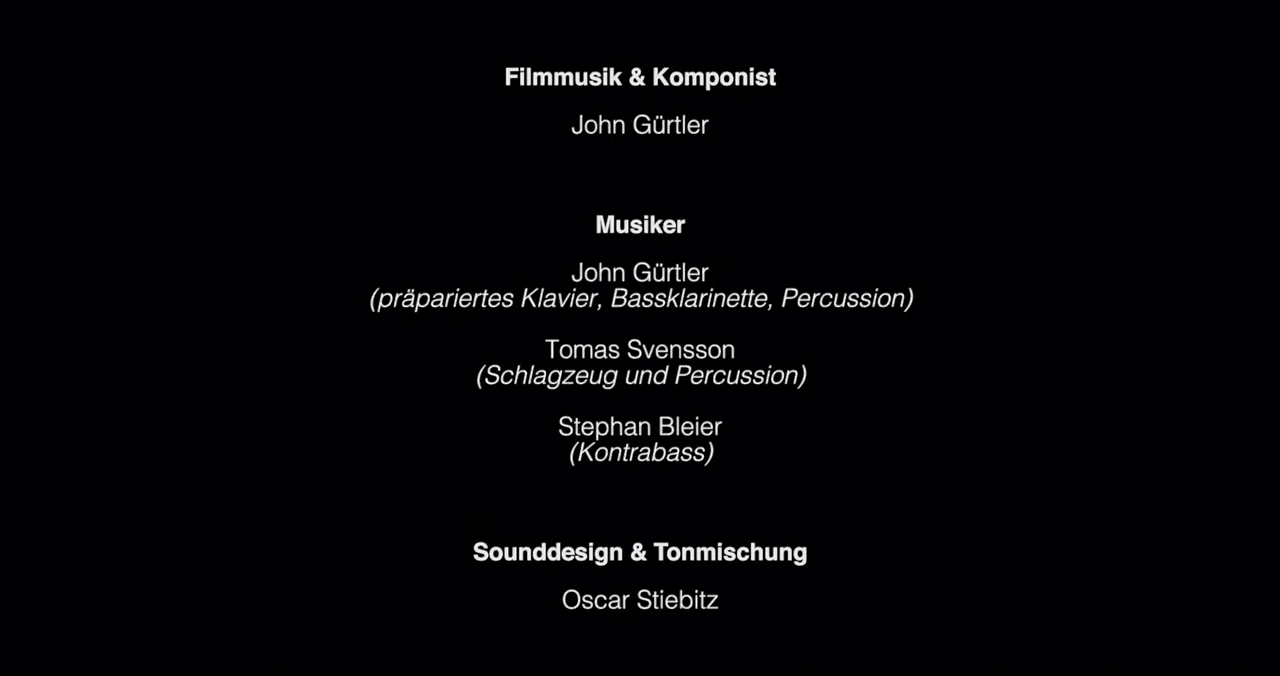 Filmmusik & Komponist
John Gürtler
Musiker
John Gürtler
(präpariertes Klavier, Bassklarinette, Percussion)
Tomas Svensson
(Schlagzeug und Percussion)
Stephan Bleier
(Kontrabass)
Sounddesign & Tonmischung
Oscar Stiebitz